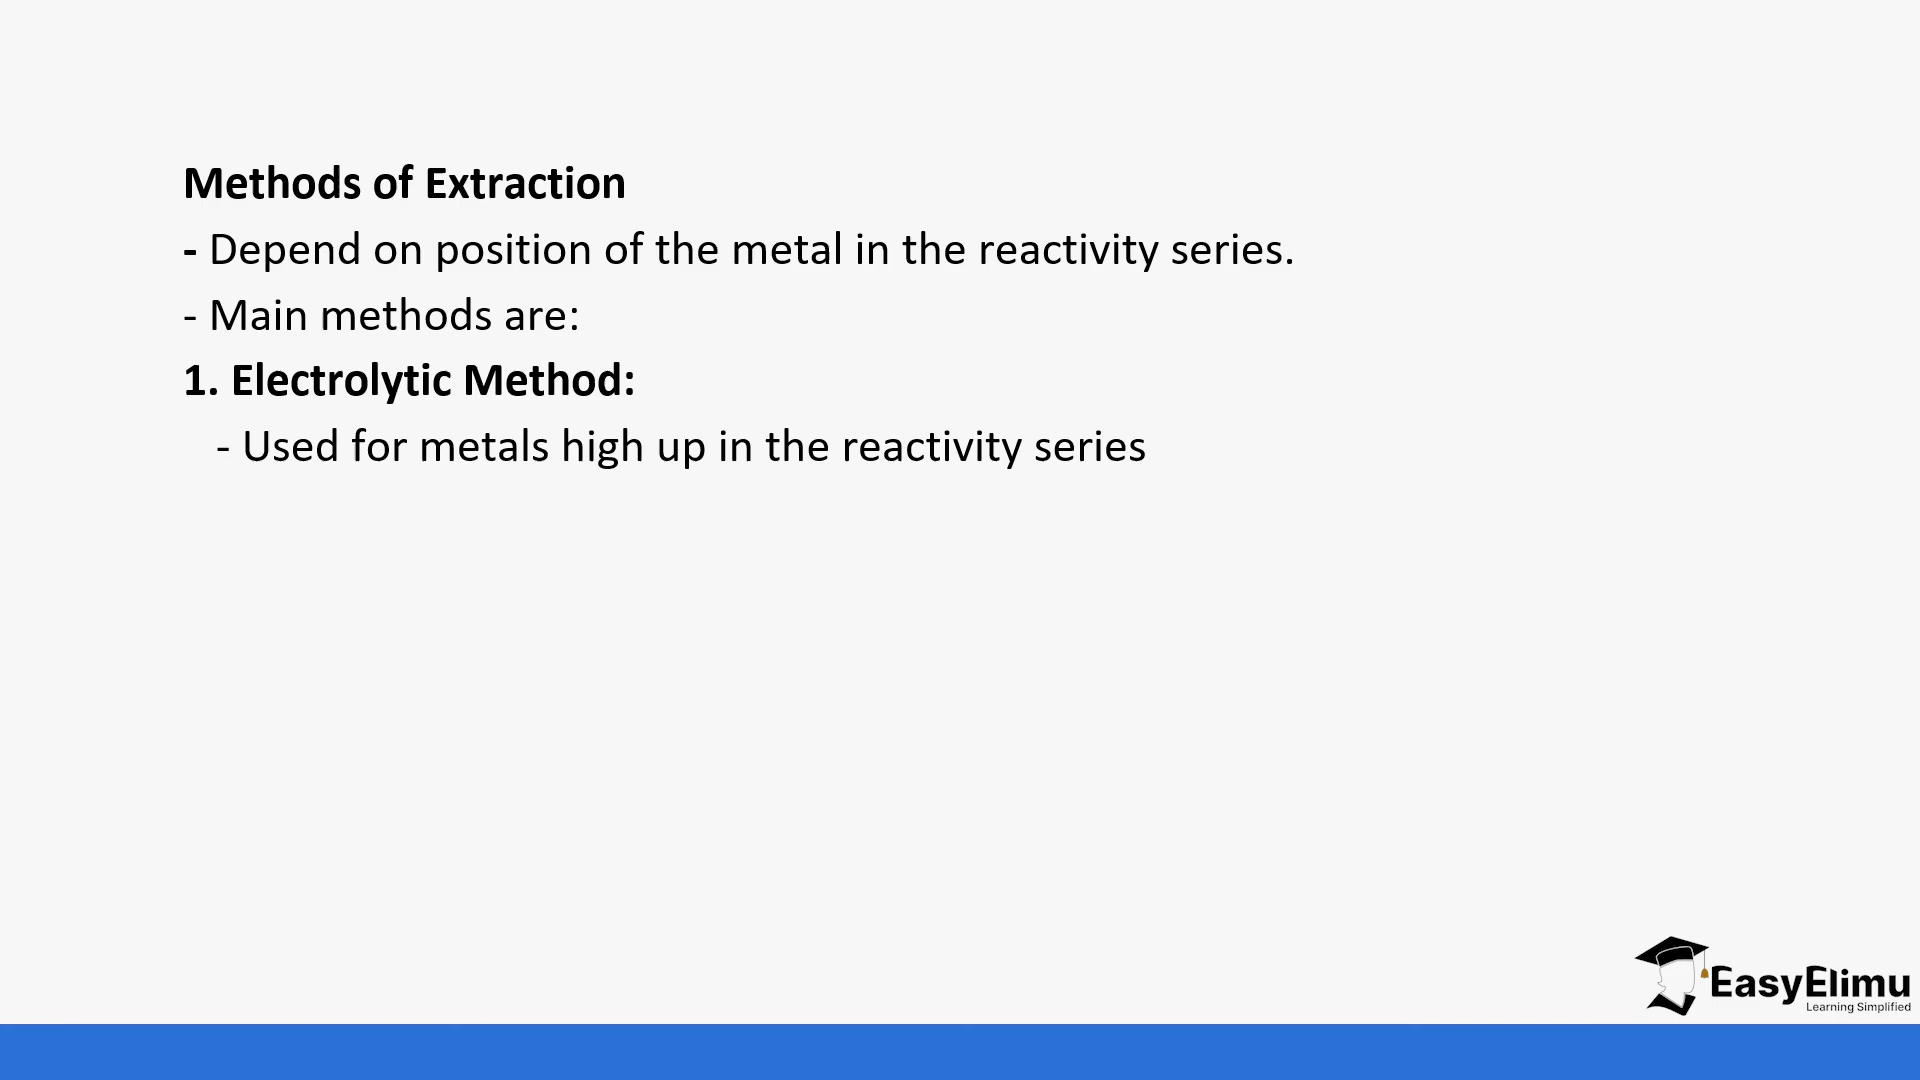 Methods of Extraction
- Depend on position of the metal in the reactivity series.
- Main methods are:
1. Electrolytic Method:
- Used for metals high up in the reactivity series
EasyElimu
Learning Simplified